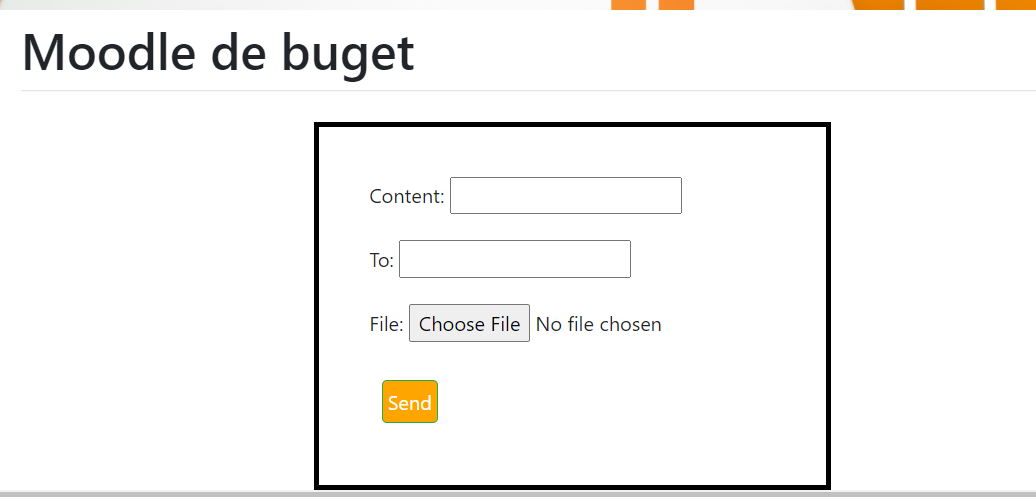 Moodle de buget
Content:
To:
File: Choose File No file chosen
Send